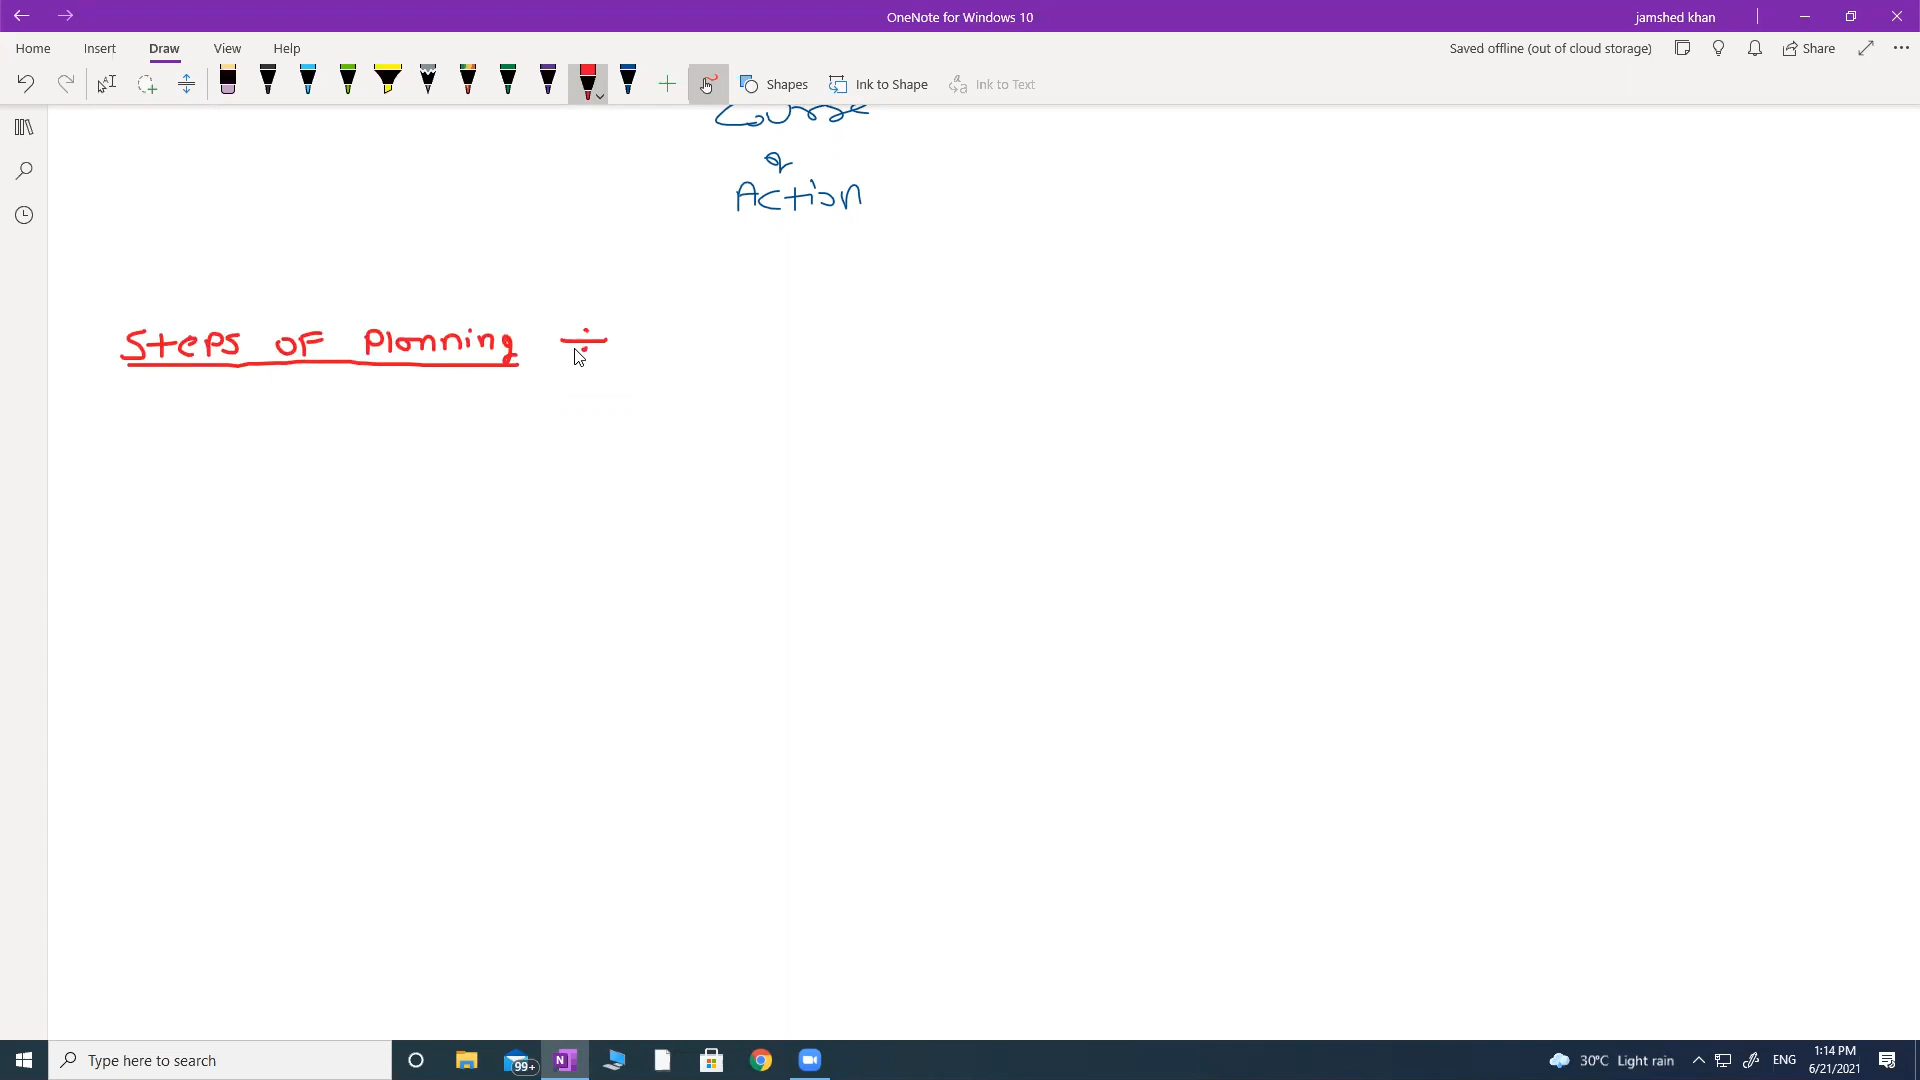 OneNote for Windows 10
jamshed khan
Home Insert Draw View Help
Saved offline (out of cloud storage)
Share
Shapes
Ink to Shape
Ink to Text
Course
of
Action
Steps of Planning ÷
Type here to search
99+
30°C Light rain
ENG
1:14 PM
6/21/2021